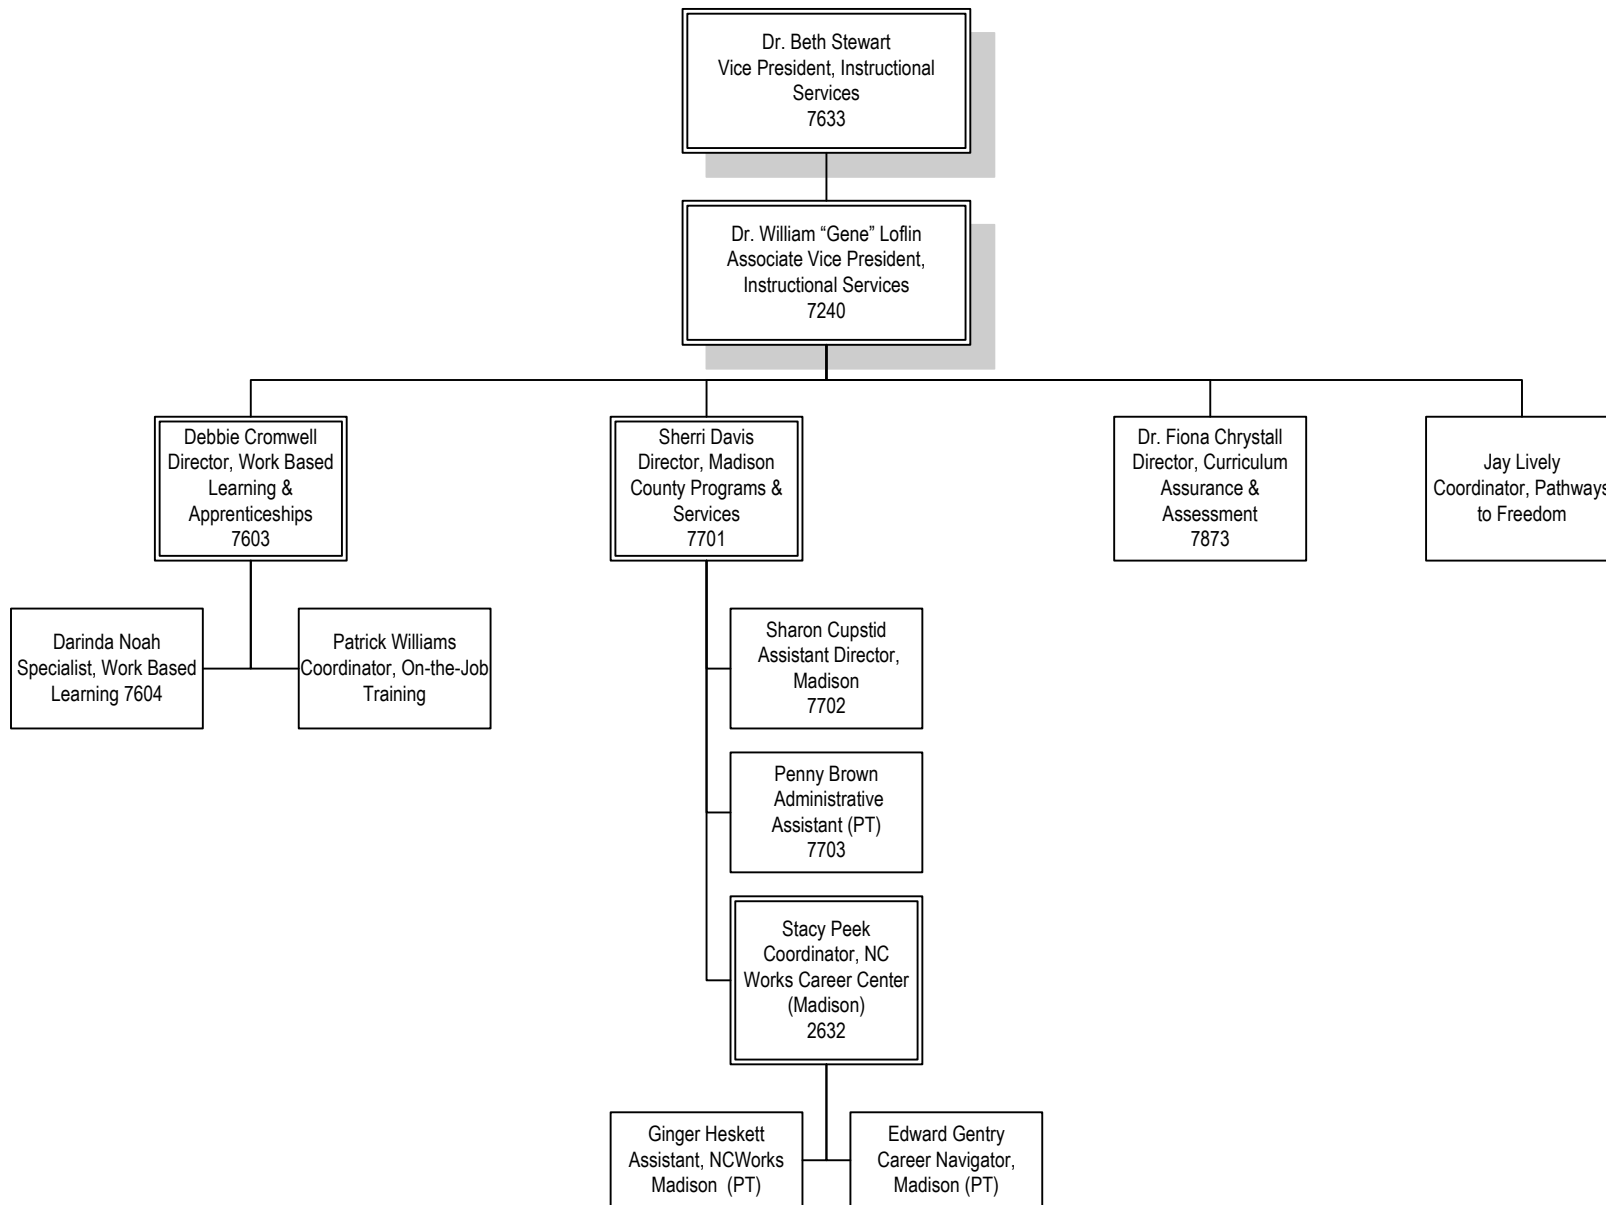 Dr. Beth Stewart
Vice President, Instructional
Services
7633
Dr. William “Gene” Loflin
Associate Vice President,
Instructional Services
7240
Debbie Cromwell
Director, Work Based
Learning &
Apprenticeships
7603
Sherri Davis
Director, Madison
County Programs &
Services
7701
Dr. Fiona Chrystall
Director, Curriculum
Assurance &
Assessment
7873
Jay Lively
Coordinator, Pathways
to Freedom
Darinda Noah
Specialist, Work Based
Learning 7604
Patrick Williams
Coordinator, On-the-Job
Training
Sharon Cupstid
Assistant Director,
Madison
7702
Penny Brown
Administrative
Assistant (PT)
7703
Stacy Peek
Coordinator, NC
Works Career Center
(Madison)
2632
Ginger Heskett
Assistant, NCWorks
Madison  (PT)
Edward Gentry
Career Navigator,
Madison (PT)